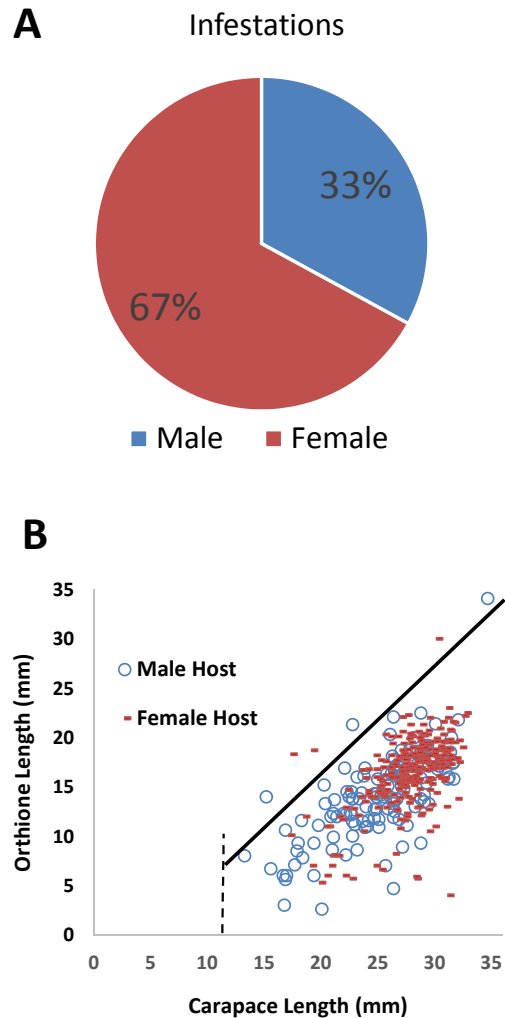 A
Infestations
33%
67%
Male Female
B
35
30
25
20
15
10
5
0
Orthione Length (mm)
Male Host
Female Host
0 5 10 15 20 25 30 35
Carapace Length (mm)